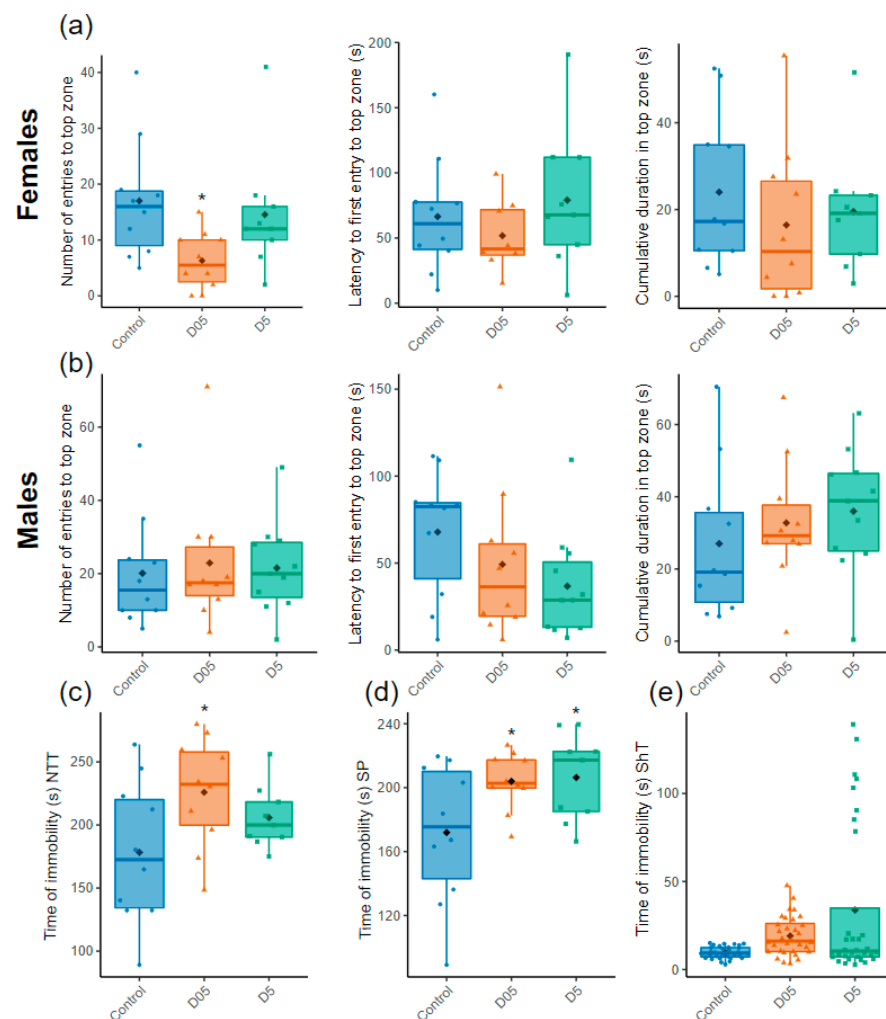 (a)
Females
Number of entries to top zone
40
30
20
10
0
*
Control
D05
D5
Latency to first entry to top zone (s)
200
150
100
50
0
Control
D05
D5
Cumulative duration in top zone (s)
40
20
0
Control
D05
D5
(b)
Males
Number of entries to top zone
60
40
20
0
Control
D05
D5
Latency to first entry to top zone (s)
150
100
50
0
Control
D05
D5
Cumulative duration in top zone (s)
60
40
20
0
Control
D05
D5
(c)
Time of immobility (s) NTT
250
200
150
100
*
Control
D05
D5
(d)
Time of immobility (s) SP
240
200
160
120
*
*
Control
D05
D5
(e)
Time of immobility (s) ShT
100
50
0
Control
D05
D5